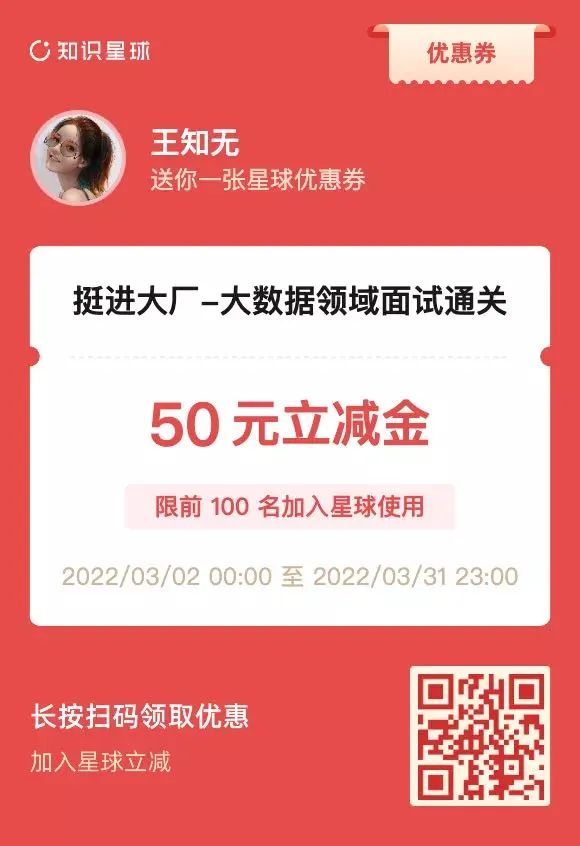 知识星球
优惠券
王知无
送你一张星球优惠券
挺进大厂-大数据领域面试通关
50元立减金
限前 100 名加入星球使用
2022/03/02 00:00 至 2022/03/31 23:00
长按扫码领取优惠
加入星球立减